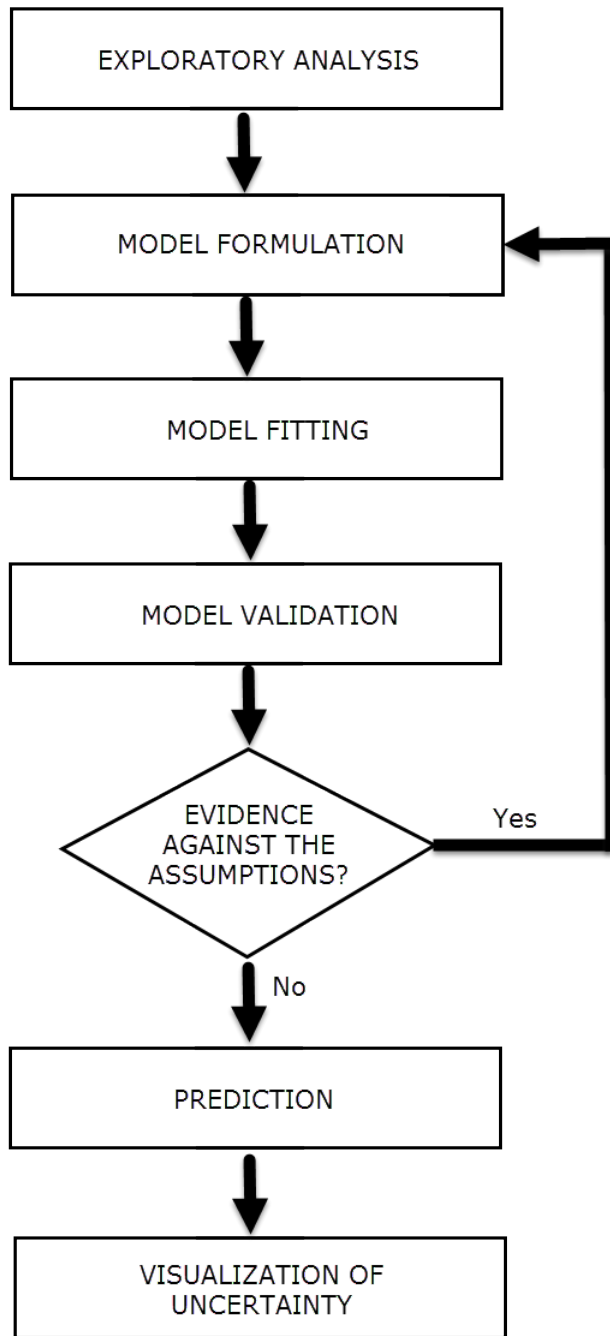 EXPLORATORY ANALYSIS
MODEL FORMULATION
MODEL FITTING
MODEL VALIDATION
EVIDENCE
AGAINST THE
ASSUMPTIONS?
Yes
No
PREDICTION
VISUALIZATION OF
UNCERTAINTY